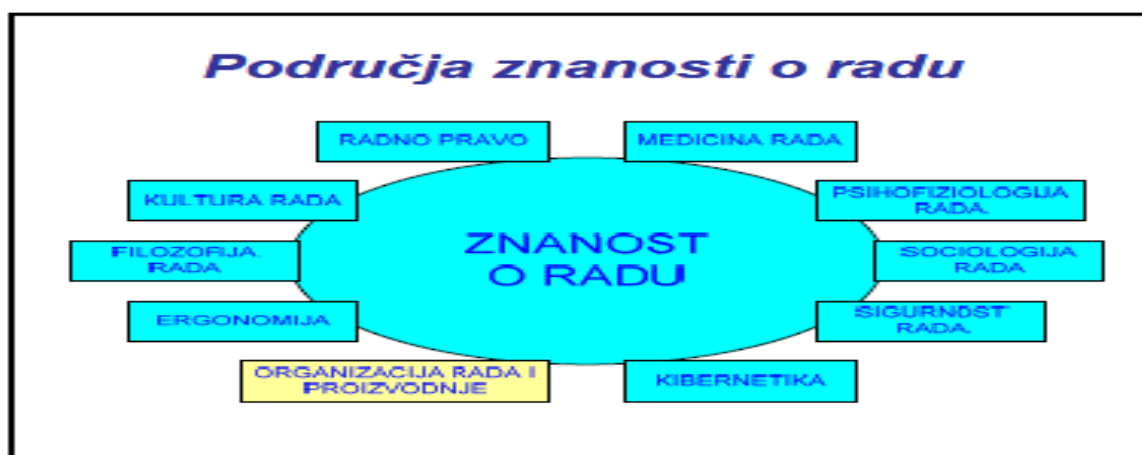 Područja znanosti o radu
RADNO PRAVO
MEDICINA RADA
KULTURA RADA
PSIHOFIZIOLOGIJA
RADA.
ZNANOST
O RADU
FILOZOFIJA.
RADA
SOCIOLOGIJA
RADA
ERGONOMIJA
SIGURNOST
RADA.
ORGANIZACIJA RADA I
PROIZVODNJE
KIBERNETIKA